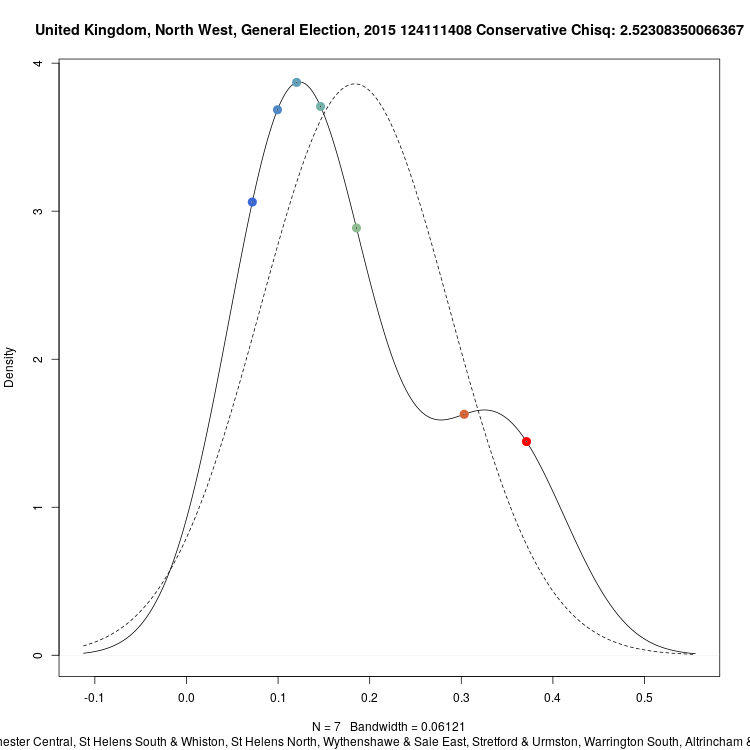 United Kingdom, North West, General Election, 2015 124111408 Conservative Chisq: 2.52308350066367
4
3
2
1
0
Density
-0.1 0.0 0.1 0.2 0.3 0.4 0.5
N = 7 Bandwidth = 0.06121
hester Central, St Helens South & Whiston, St Helens North, Wythenshawe & Sale East, Stretford & Urmston, Warrington South, Altrincham &